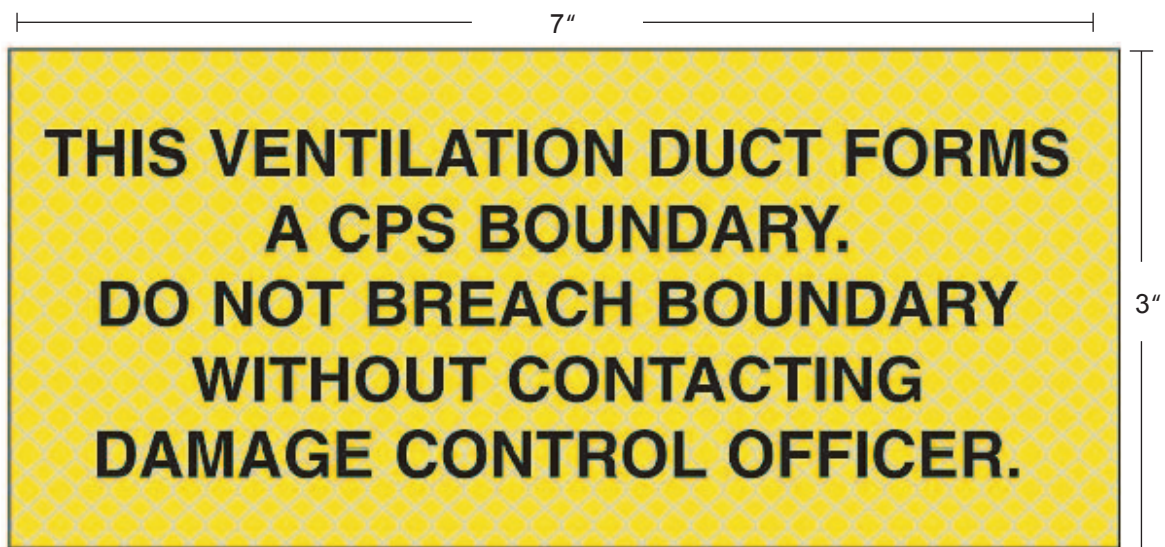 7“
THIS VENTILATION DUCT FORMS
A CPS BOUNDARY.
DO NOT BREACH BOUNDARY
WITHOUT CONTACTING
DAMAGE CONTROL OFFICER.
3“